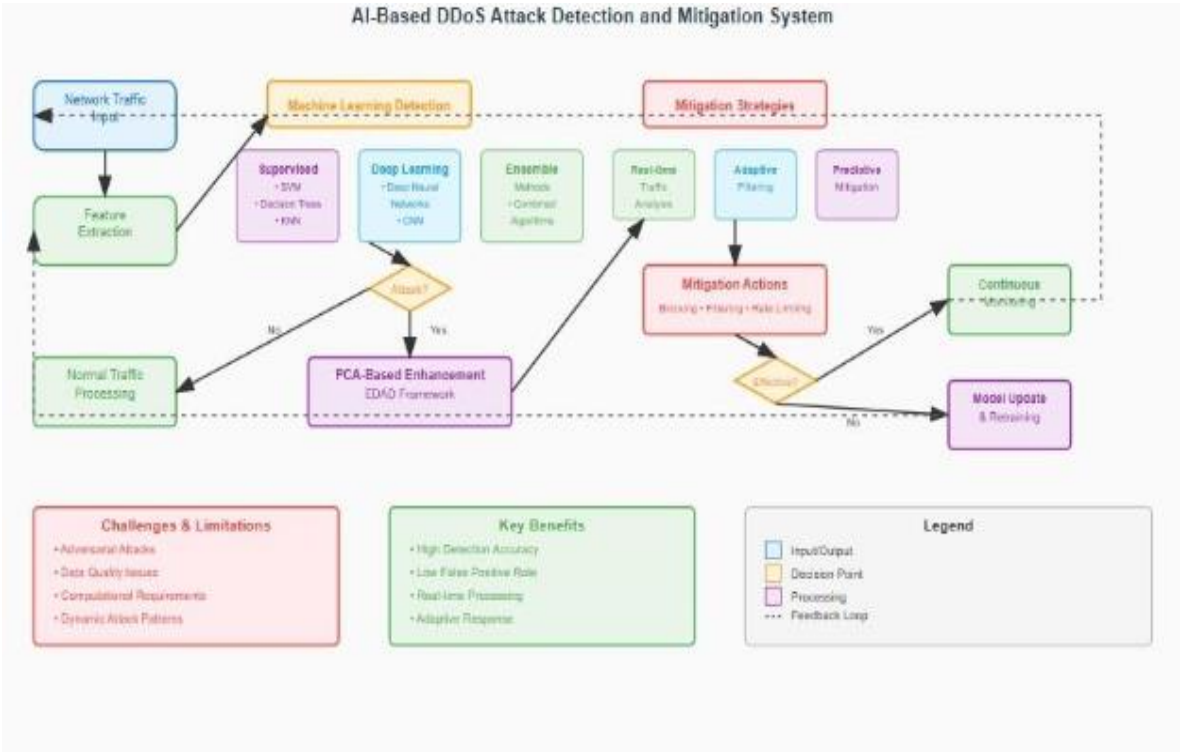 AI-Based DDoS Attack Detection and Mitigation System
Network Traffic
Input
Machine Learning Detection
Mitigation Strategies
Supervised
• SVM
• Decision Trees
• KNN
Deep Learning
• Deep Neural
Networks
• CNN
Ensemble
Methods
• Combined
Algorithms
Real-time
Traffic
Analysis
Adaptive
Filtering
Predictive
Mitigation
Feature
Extraction
Attack?
No
Yes
Normal Traffic
Processing
PCA-Based Enhancement
EDAD Framework
Mitigation Actions
Blocking • Filtering • Rate Limiting
Effective?
Yes
No
Continuous
Monitoring
Model Update
& Retraining
Challenges & Limitations
• Adversarial Attacks
• Data Quality Issues
• Computational Requirements
• Dynamic Attack Patterns
Key Benefits
• High Detection Accuracy
• Low False Positive Rate
• Real-time Processing
• Adaptive Response
Legend
Input/Output
Decision Point
Processing
Feedback Loop